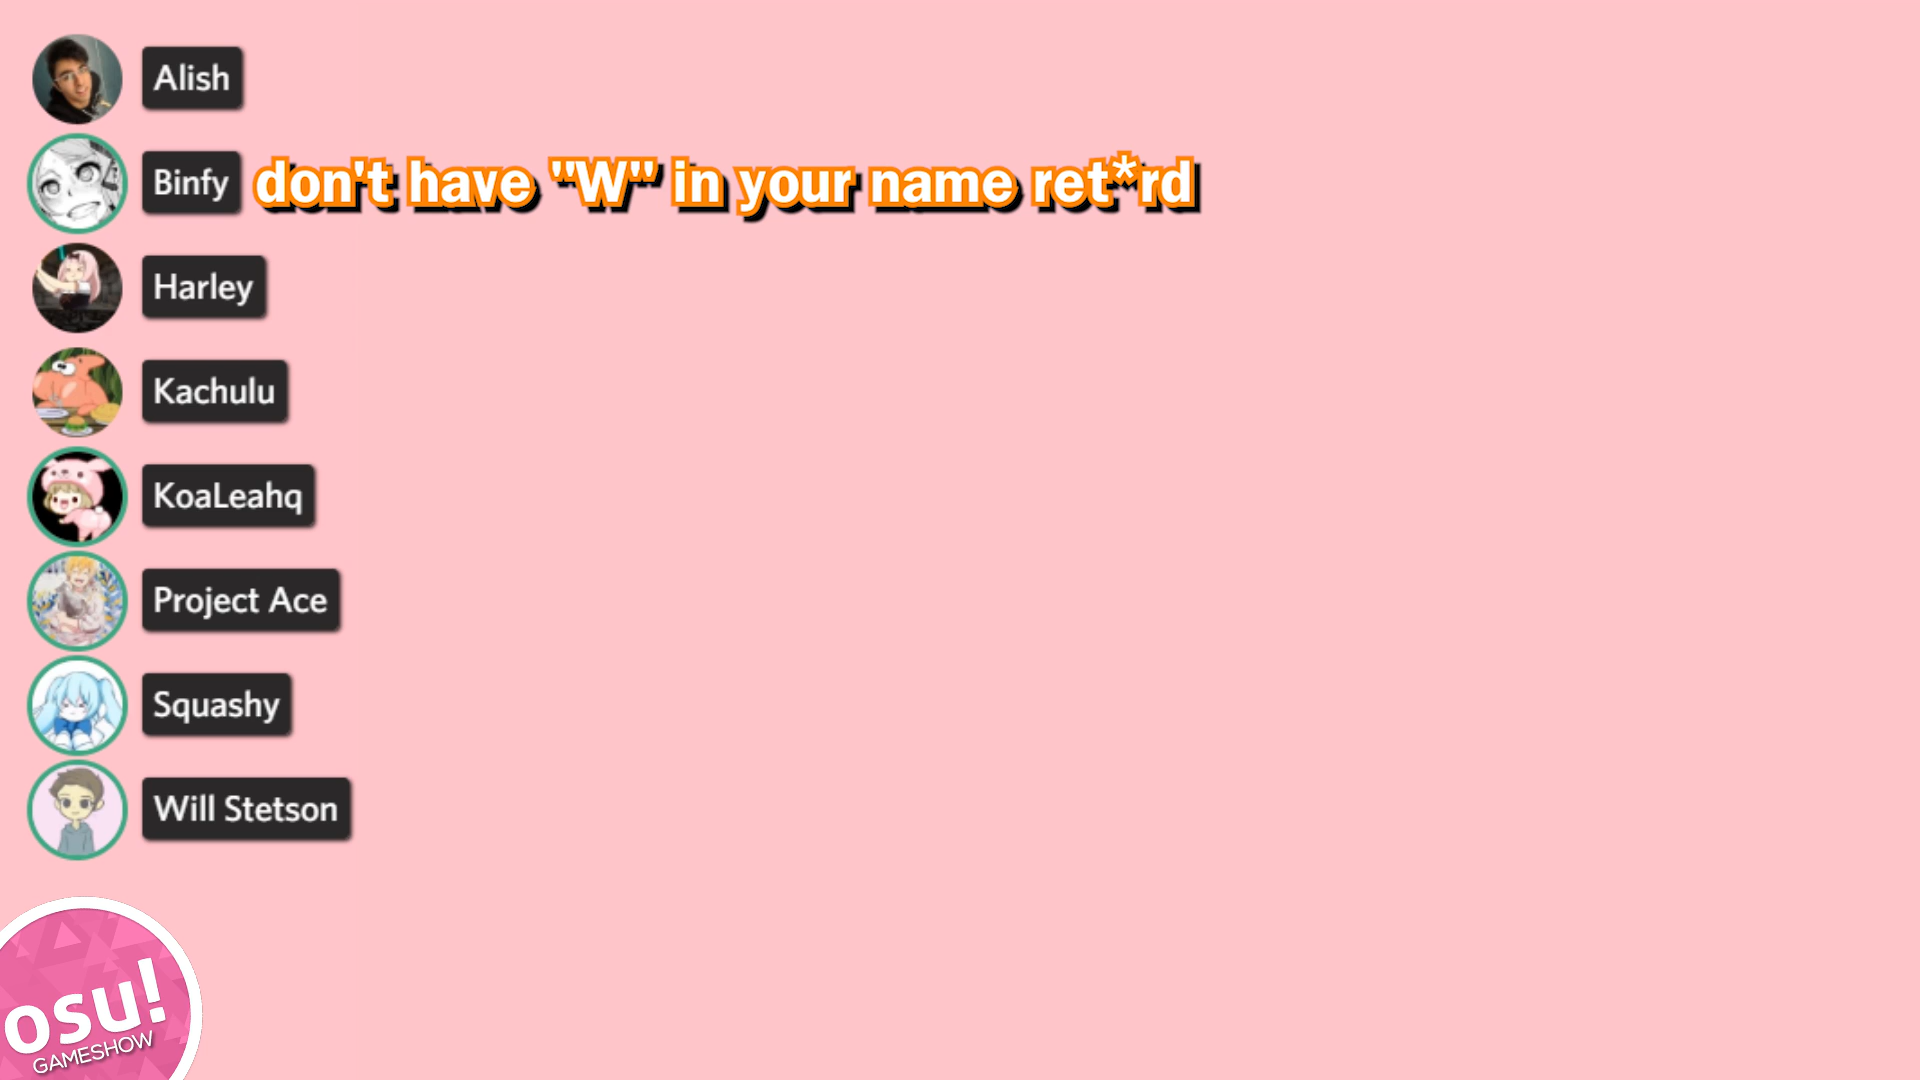 Alish
Binfy don't have "W" in your name ret*rd
Harley
Kachulu
KoaLeahq
Project Ace
Squashy
Will Stetson
osu!
GAMESHOW